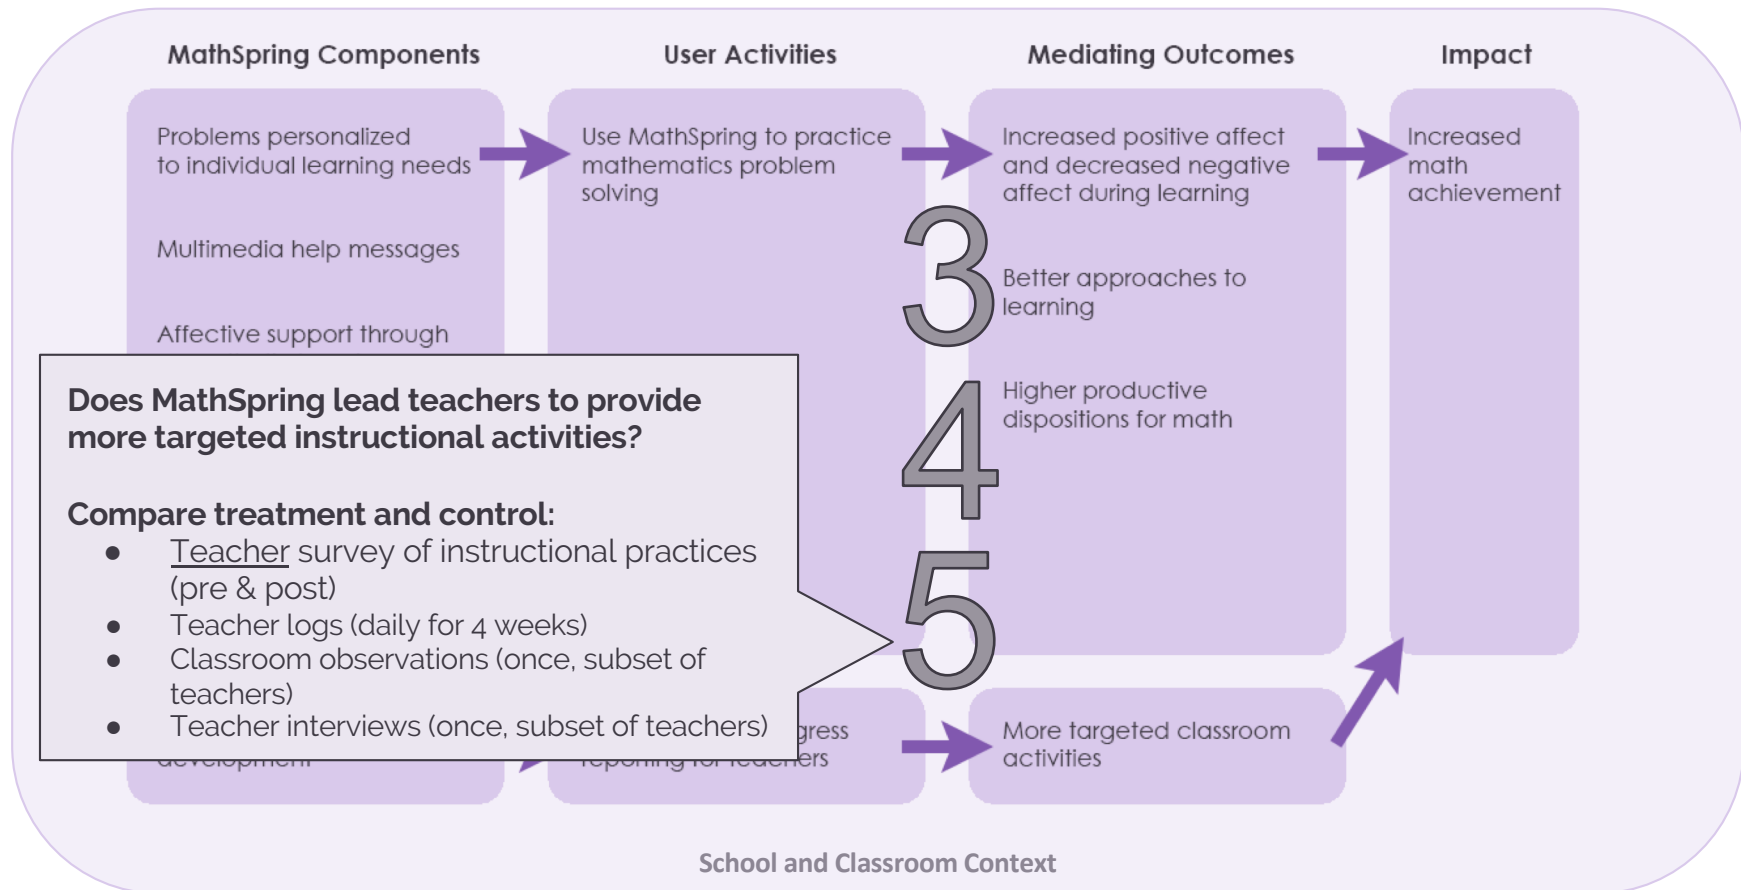 MathSpring Components
User Activities
Mediating Outcomes
Impact
Problems personalized
to individual learning needs
Multimedia help messages
Affective support through
Use MathSpring to practice
mathematics problem
solving
Increased positive affect
and decreased negative
affect during learning
Better approaches to
learning
Higher productive
dispositions for math
Increased
math
achievement
3
4
5
Does MathSpring lead teachers to provide
more targeted instructional activities?
Compare treatment and control:
● Teacher survey of instructional practices
(pre & post)
● Teacher logs (daily for 4 weeks)
● Classroom observations (once, subset of
teachers)
● Teacher interviews (once, subset of teachers)
development
gress
reporting for teachers
More targeted classroom
activities
School and Classroom Context